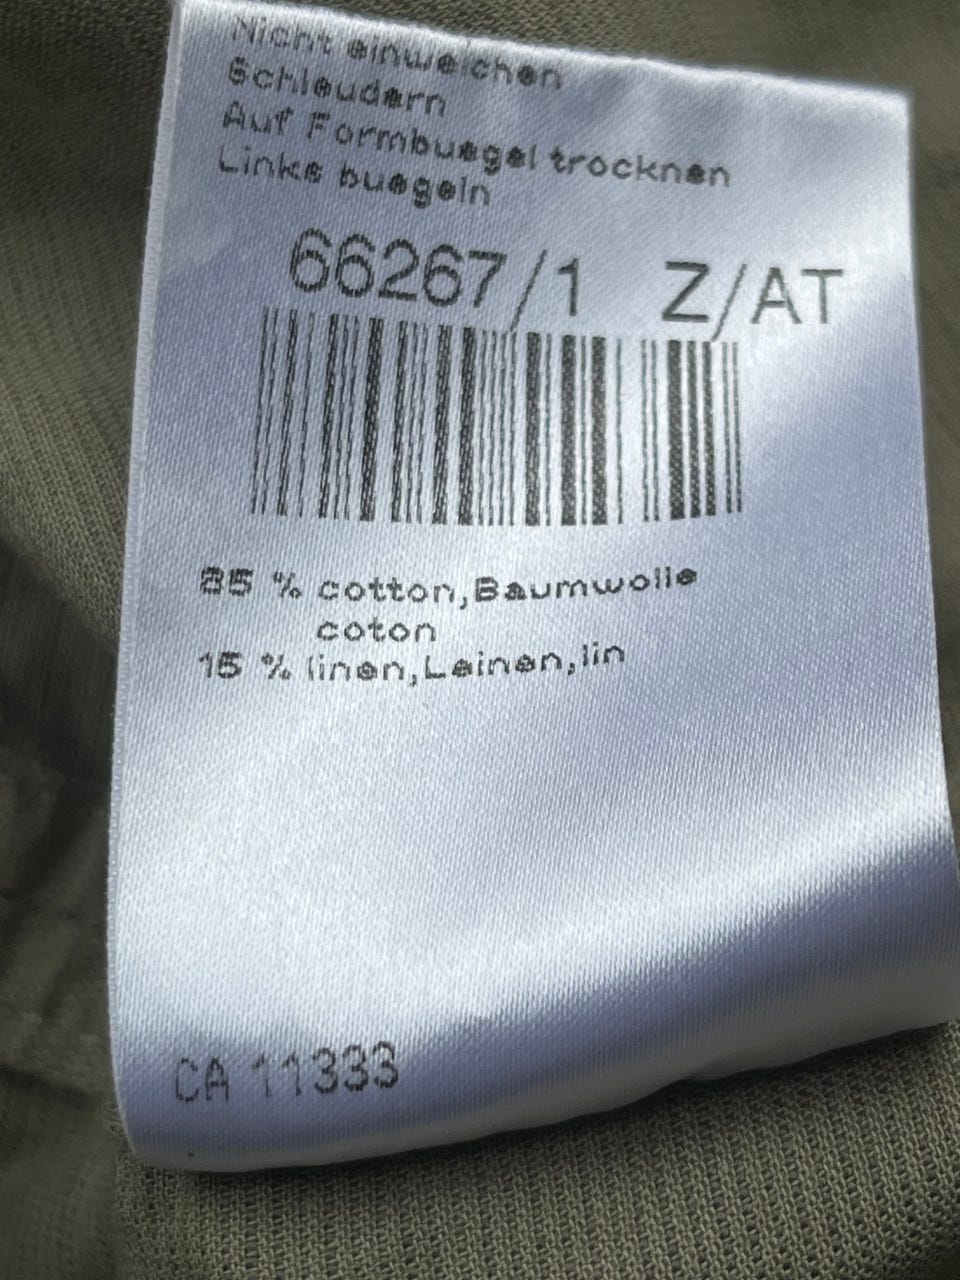 Nicht einweichen
Schleudern
Auf Formbuegel trocknen
Links buegeln
66267/1 Z/AT
85 % cotton,Baumwolle
coton
15 % linen,Leinen,lin
CA 11333